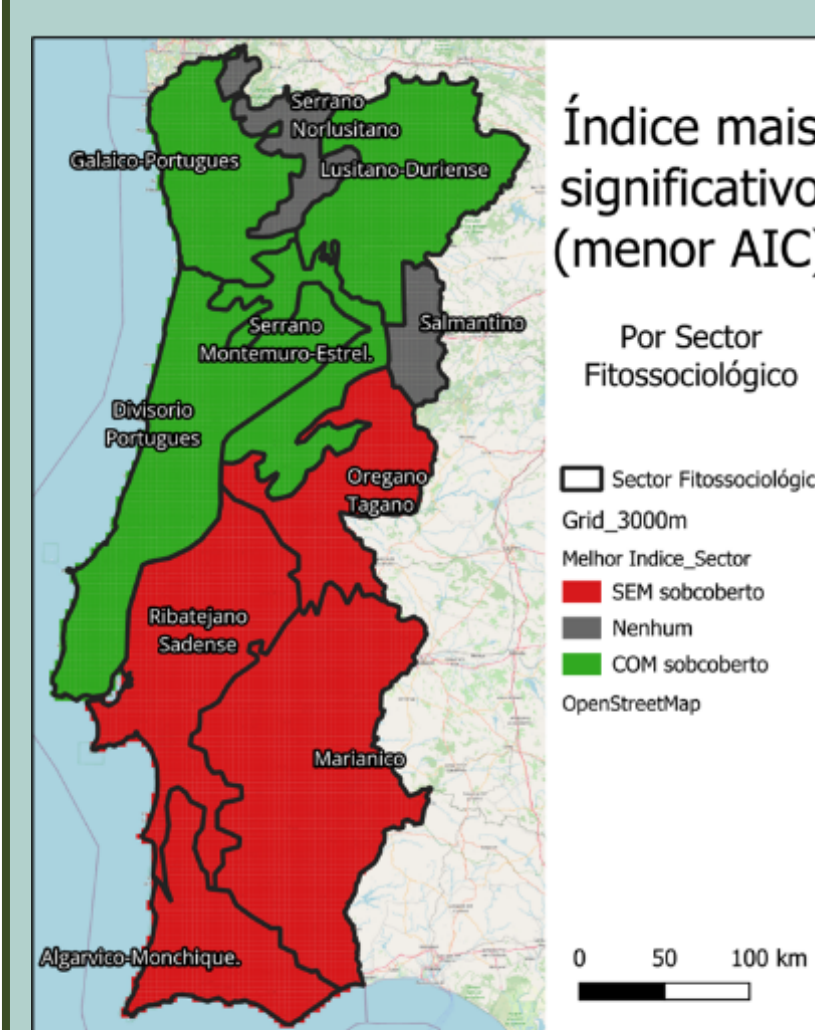 Serrano
Norlusitano
Galaico-Portugues
Lusitano-Duriense
Serrano
Montemuro-Estrel.
Salmantino
Divisorio
Portugues
Oregano
Tagano
Ribatejano
Sadense
Marianico
Algarvico-Monchique.
Índice mais
significativo
(menor AIC)
Por Sector
Fitossociológico
Sector Fitossociológic
Grid_3000m
Melhor Indice_Sector
SEM sobcoberto
Nenhum
COM sobcoberto
OpenStreetMap
0 50 100 km